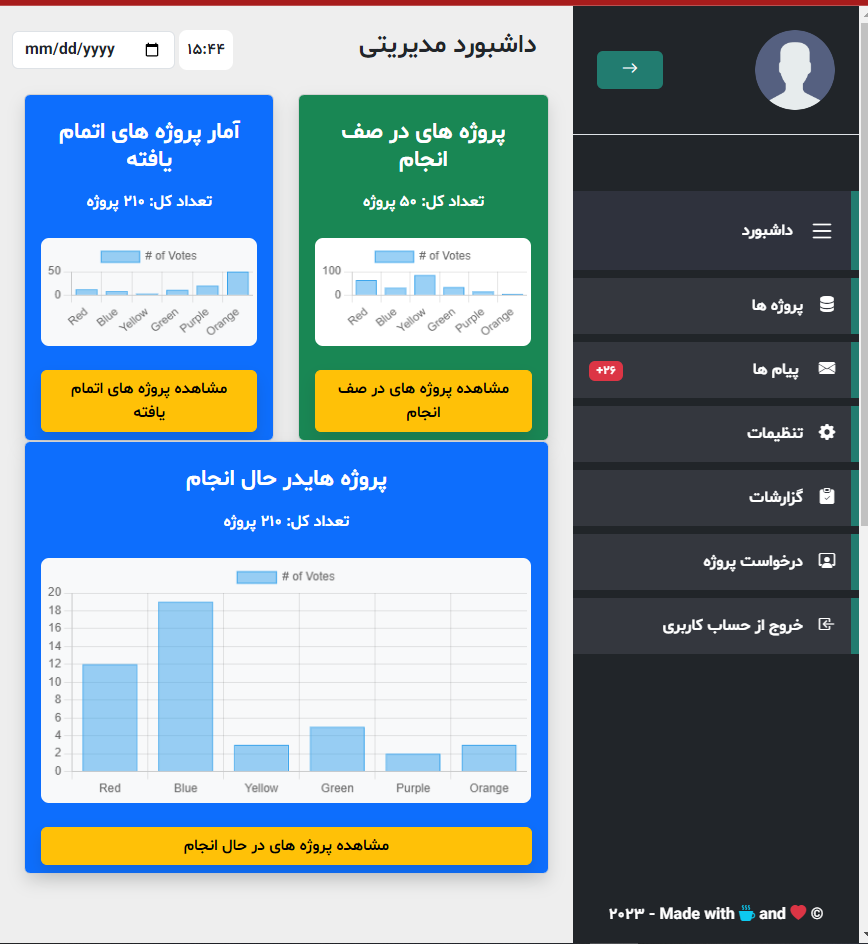 داشبورد
پروژه ها
پیام ها
+۲۶
تنظیمات
گزارشات
درخواست پروژه
خروج از حساب کاربری
۲۰۲۳ - Made with and ©
داشبورد مدیریتی
۱۵:۴۴
mm/dd/yyyy
پروژه های در صف
انجام
تعداد کل: ۵۰ پروژه
# of Votes
100
0
Red Blue Yellow Green Purple Orange
مشاهده پروژه های در صف
انجام
آمار پروژه های اتمام
یافته
تعداد کل: ۲۱۰ پروژه
# of Votes
50
0
Red Blue Yellow Green Purple Orange
مشاهده پروژه های اتمام
یافته
پروژه هایدر حال انجام
تعداد کل: ۲۱۰ پروژه
# of Votes
20
18
16
14
12
10
8
6
4
2
0
Red Blue Yellow Green Purple Orange
مشاهده پروژه های در حال انجام